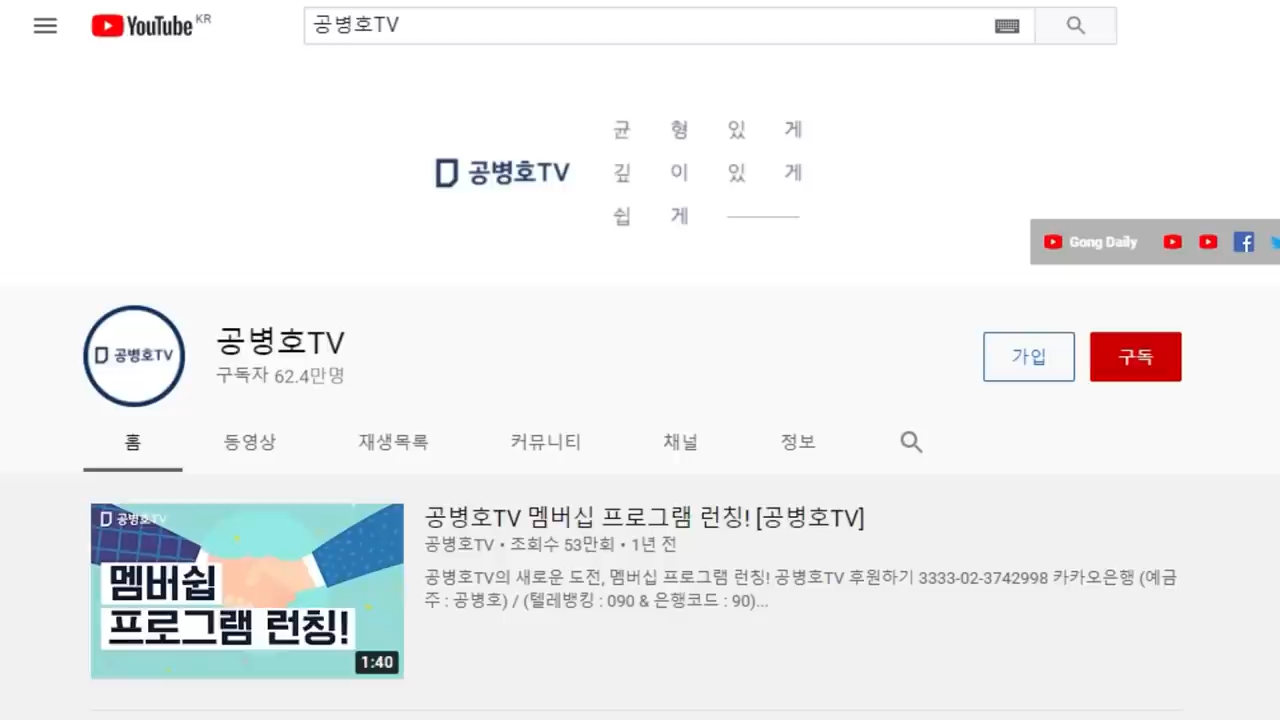 YouTube KR
공병호TV
균 형 있 게
공병호TV
깊 이 있 게
쉽 게
Gong Daily
공병호TV
공병호TV
구독자 62.4만명
가입
구독
홈 동영상 재생목록 커뮤니티 채널 정보
공병호TV
멤버쉽
프로그램 런칭!
1:40
공병호TV 멤버십 프로그램 런칭! [공병호TV]
공병호TV • 조회수 53만회 • 1년 전
공병호TV의 새로운 도전, 멤버십 프로그램 런칭! 공병호TV 후원하기 3333-02-3742998 카카오은행 (예금
주 : 공병호) / (텔레뱅킹 : 090 & 은행코드 : 90)...